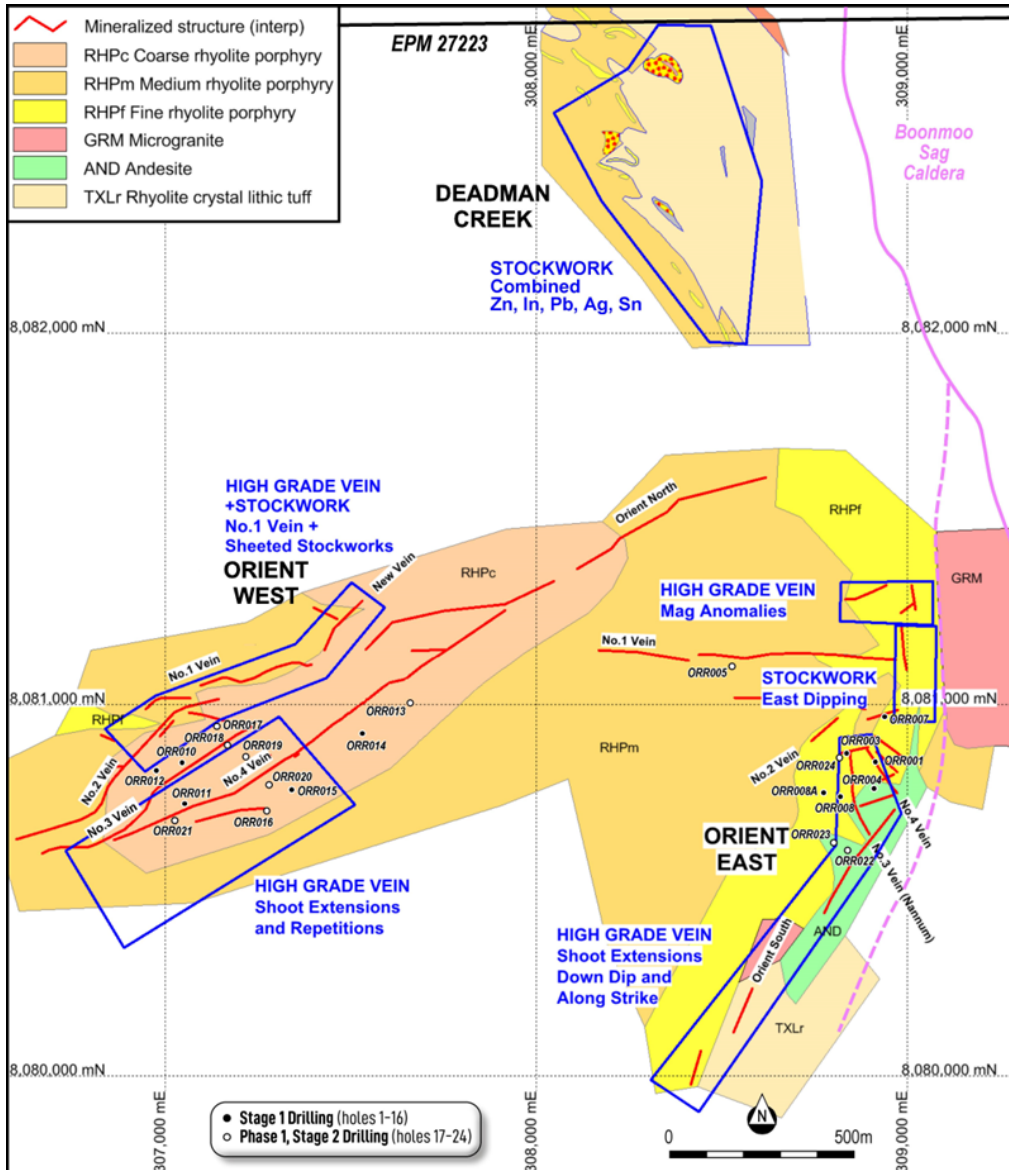 Mineralized structure (interp)
RHPc Coarse rhyolite porphyry
RHPm Medium rhyolite porphyry
RHPf Fine rhyolite porphyry
GRM Microgranite
AND Andesite
TXLr Rhyolite crystal lithic tuff
EPM 27223
308,000 mE
309,000 mE
Boonmoo
Sag
Caldera
DEADMAN
CREEK
STOCKWORK
Combined
Zn, In, Pb, Ag, Sn
8,082,000 mN
8,082,000 mN
HIGH GRADE VEIN
+STOCKWORK
No.1 Vein +
Sheeted Stockworks
ORIENT
WEST
New Vein
RHPc
Orient North
RHPf
GRM
HIGH GRADE VEIN
Mag Anomalies
No.1 Vein
No.1 Vein
ORR005
STOCKWORK
East Dipping
8,081,000 mN
8,081,000 mN
RHPf
ORR017
ORR018
ORR010
ORR019
ORR013
ORR014
ORR012
No.2 Vein
ORR011
No.4 Vein
ORR020
ORR015
No.3 Vein
ORR021
ORR016
RHPm
ORR007
ORR003
No.2 Vein
ORR024
ORR001
ORR004
ORR008A
ORR008
No.4 Vein
ORIENT
EAST
ORR023
ORR022
No.3 Vein (Nannum)
HIGH GRADE VEIN
Shoot Extensions
and Repetitions
HIGH GRADE VEIN
Shoot Extensions
Down Dip and
Along Strike
AND
Orient South
TXLr
8,080,000 mN
8,080,000 mN
307,000 mE
308,000 mE
309,000 mE
Stage 1 Drilling (holes 1-16)
Phase 1, Stage 2 Drilling (holes 17-24)
N
0
500m